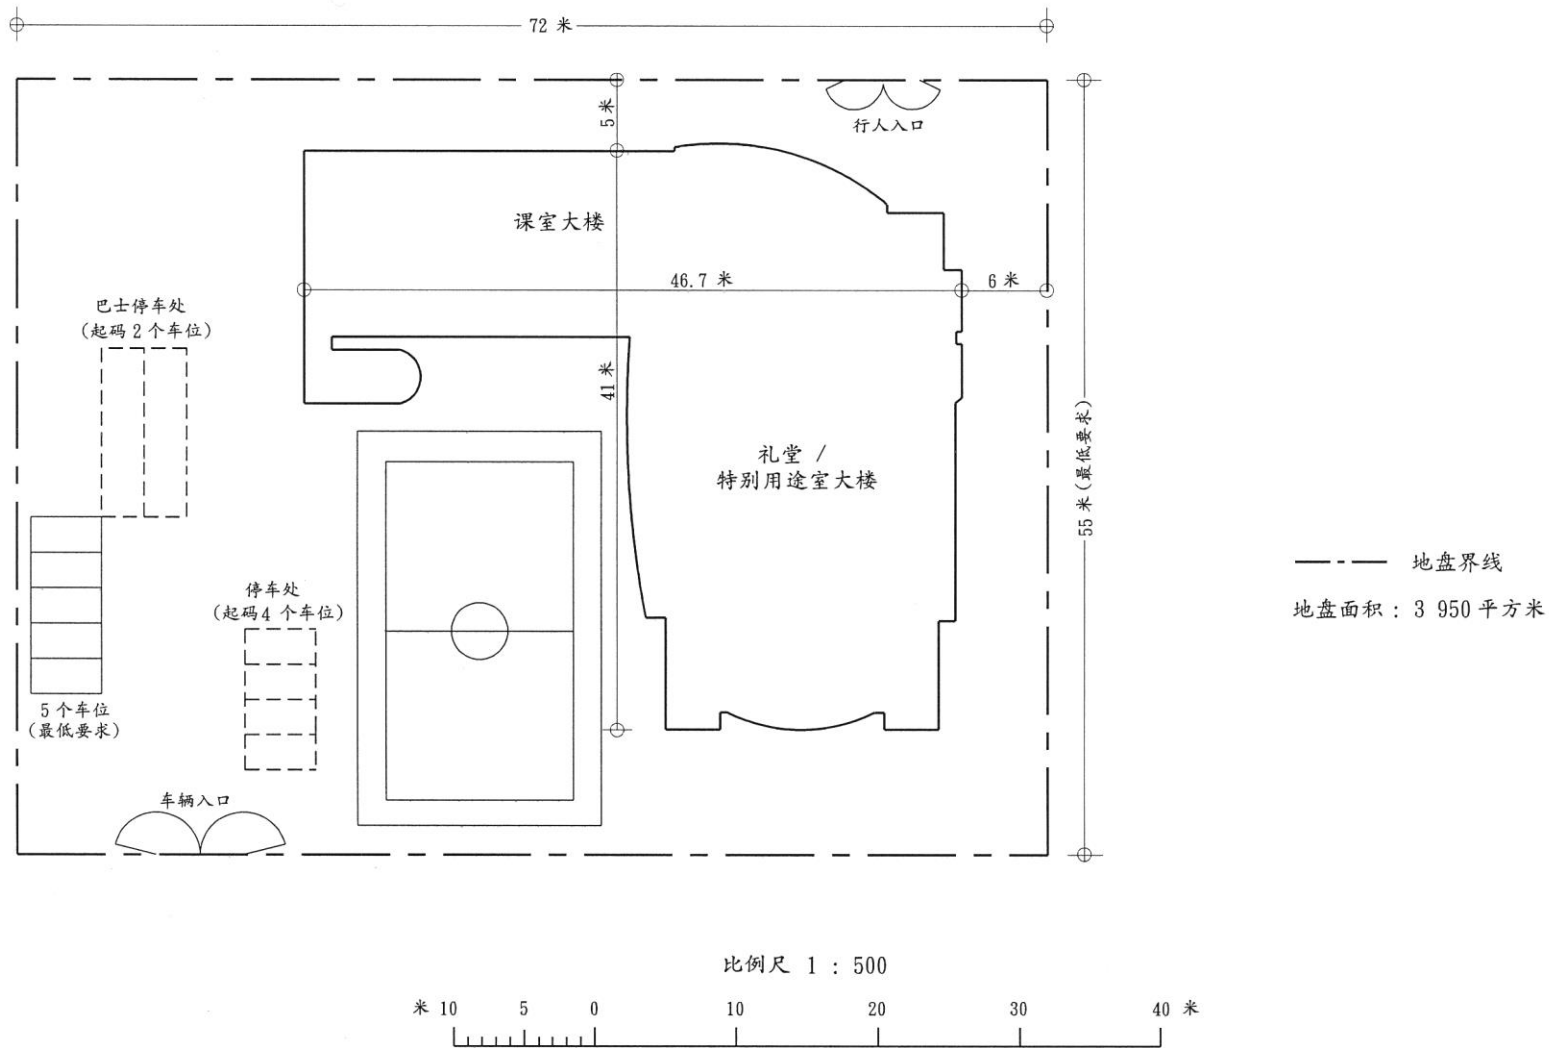 72 米
5 米
行人入口
课室大楼
46.7 米
6 米
巴士停车处
(起码 2 个车位)
41 米
55 米 (最低要求)
礼堂 /
特别用途室大楼
地盘界线
地盘面积 : 3 950 平方米
停车处
(起码 4 个车位)
5 个车位
(最低要求)
车辆入口
比例尺 1 : 500
米 10 5 0 10 20 30 40 米